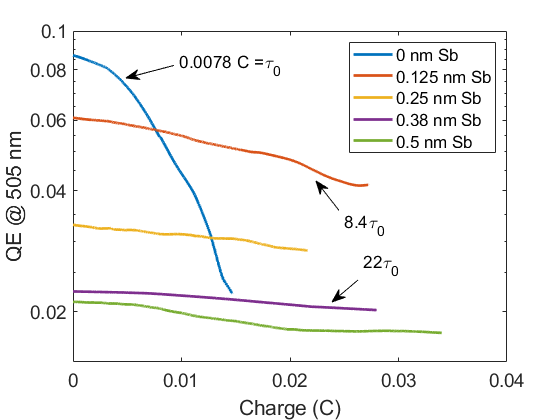 0.1
0.08
0.06
0.04
0.02
QE @ 505 nm
0
0.01
0.02
0.03
0.04
Charge (C)
0.0078 C =τ0
8.4τ0
22τ0
0 nm Sb
0.125 nm Sb
0.25 nm Sb
0.38 nm Sb
0.5 nm Sb